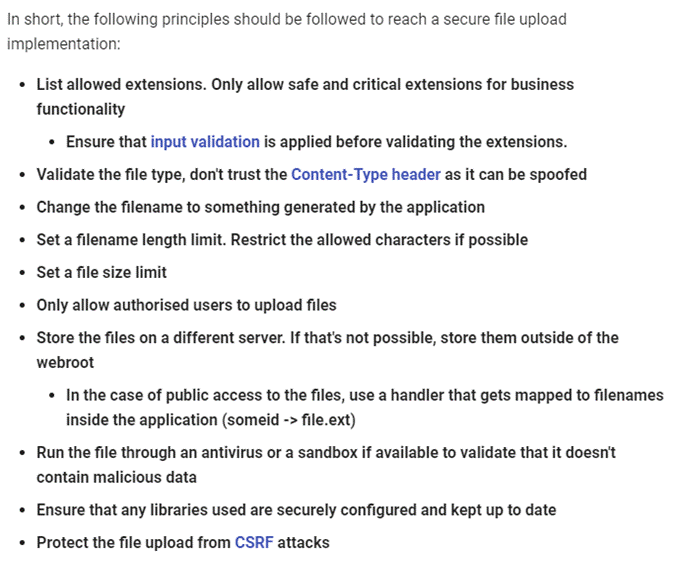 In short, the following principles should be followed to reach a secure file upload
implementation:
• List allowed extensions. Only allow safe and critical extensions for business
functionality
• Ensure that input validation is applied before validating the extensions.
• Validate the file type, don't trust the Content-Type header as it can be spoofed
• Change the filename to something generated by the application
• Set a filename length limit. Restrict the allowed characters if possible
• Set a file size limit
• Only allow authorised users to upload files
• Store the files on a different server. If that's not possible, store them outside of the
webroot
• In the case of public access to the files, use a handler that gets mapped to filenames
inside the application (someid -> file.ext)
• Run the file through an antivirus or a sandbox if available to validate that it doesn't
contain malicious data
• Ensure that any libraries used are securely configured and kept up to date
• Protect the file upload from CSRF attacks